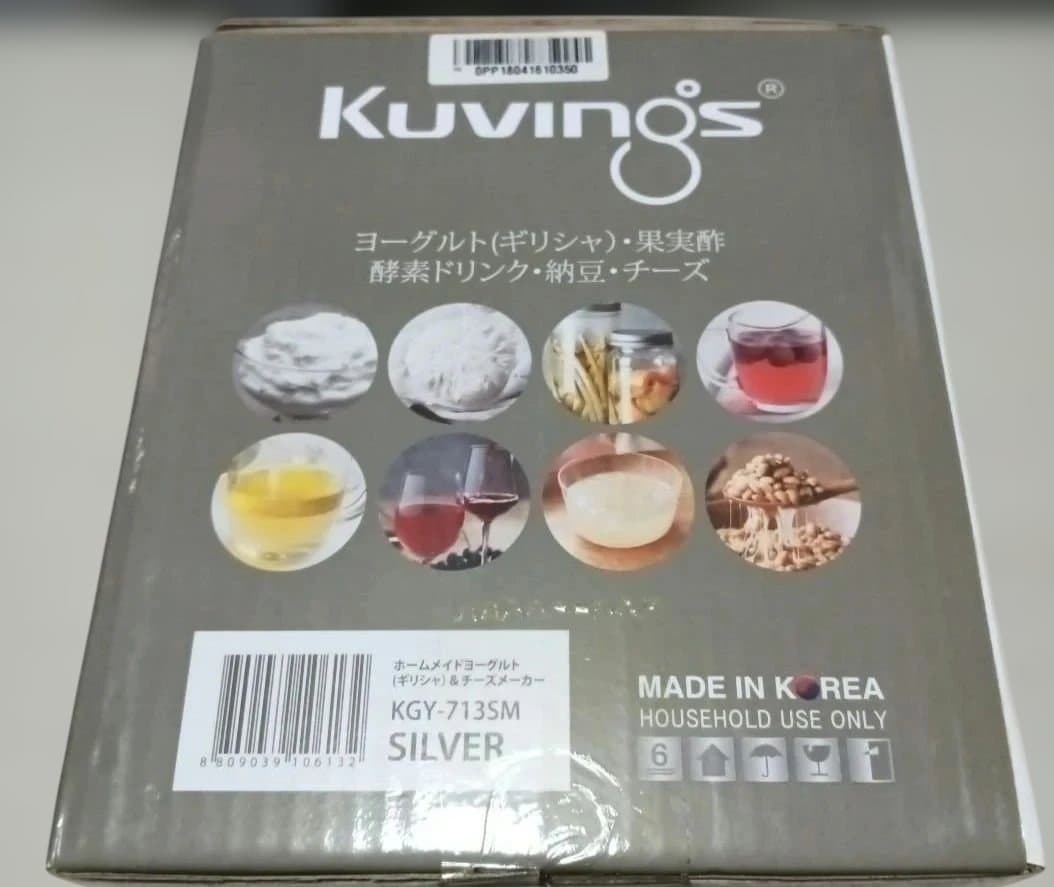 0PP18041610350
Kuvings®
ヨーグルト(ギリシャ)・果実酢
酵素ドリンク・納豆・チーズ
ホームメイドヨーグルト
(ギリシャ)&チーズメーカー
KGY-713SM
SILVER
8 809039 106132
MADE IN KOREA
HOUSEHOLD USE ONLY
6